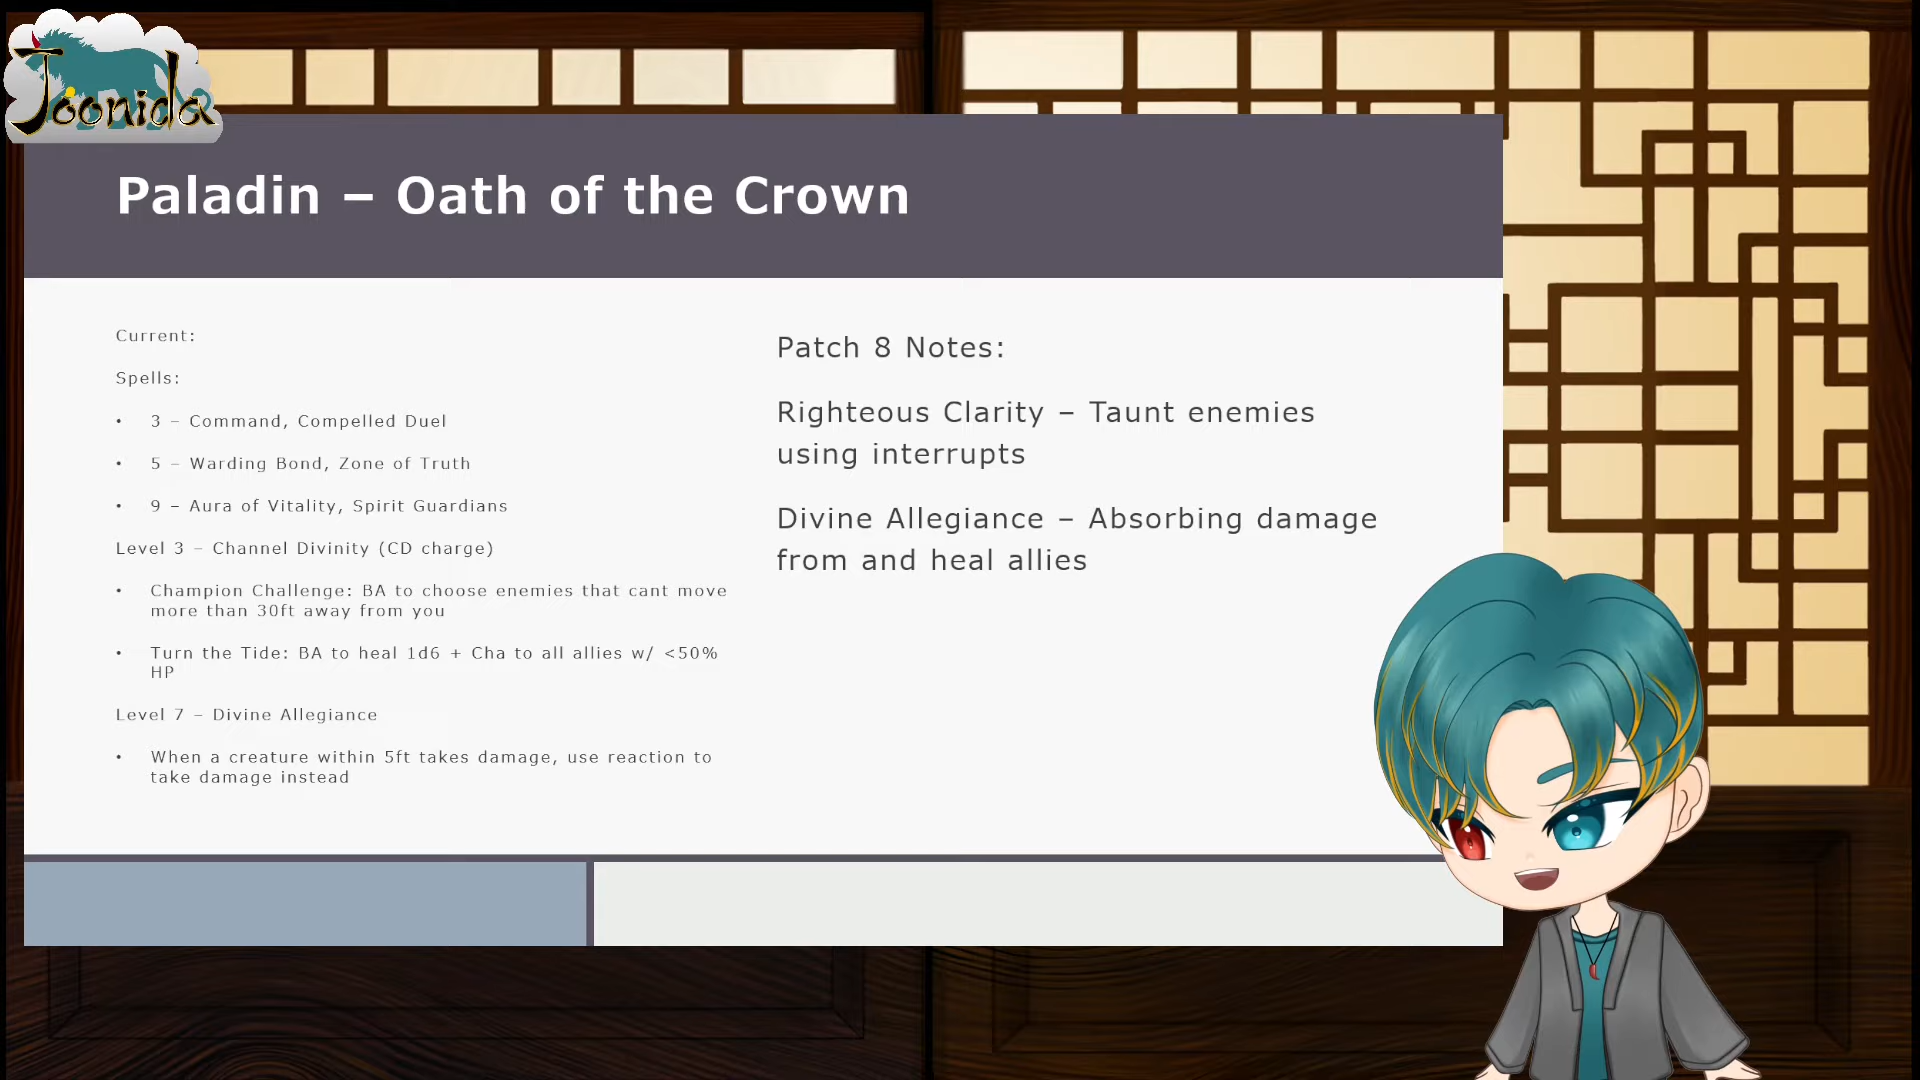 Joonida
Paladin – Oath of the Crown
Current:
Spells:
• 3 – Command, Compelled Duel
• 5 – Warding Bond, Zone of Truth
• 9 – Aura of Vitality, Spirit Guardians
Level 3 – Channel Divinity (CD charge)
• Champion Challenge: BA to choose enemies that cant move
more than 30ft away from you
• Turn the Tide: BA to heal 1d6 + Cha to all allies w/ <50%
HP
Level 7 – Divine Allegiance
• When a creature within 5ft takes damage, use reaction to
take damage instead
Patch 8 Notes:
Righteous Clarity – Taunt enemies
using interrupts
Divine Allegiance – Absorbing damage
from and heal allies